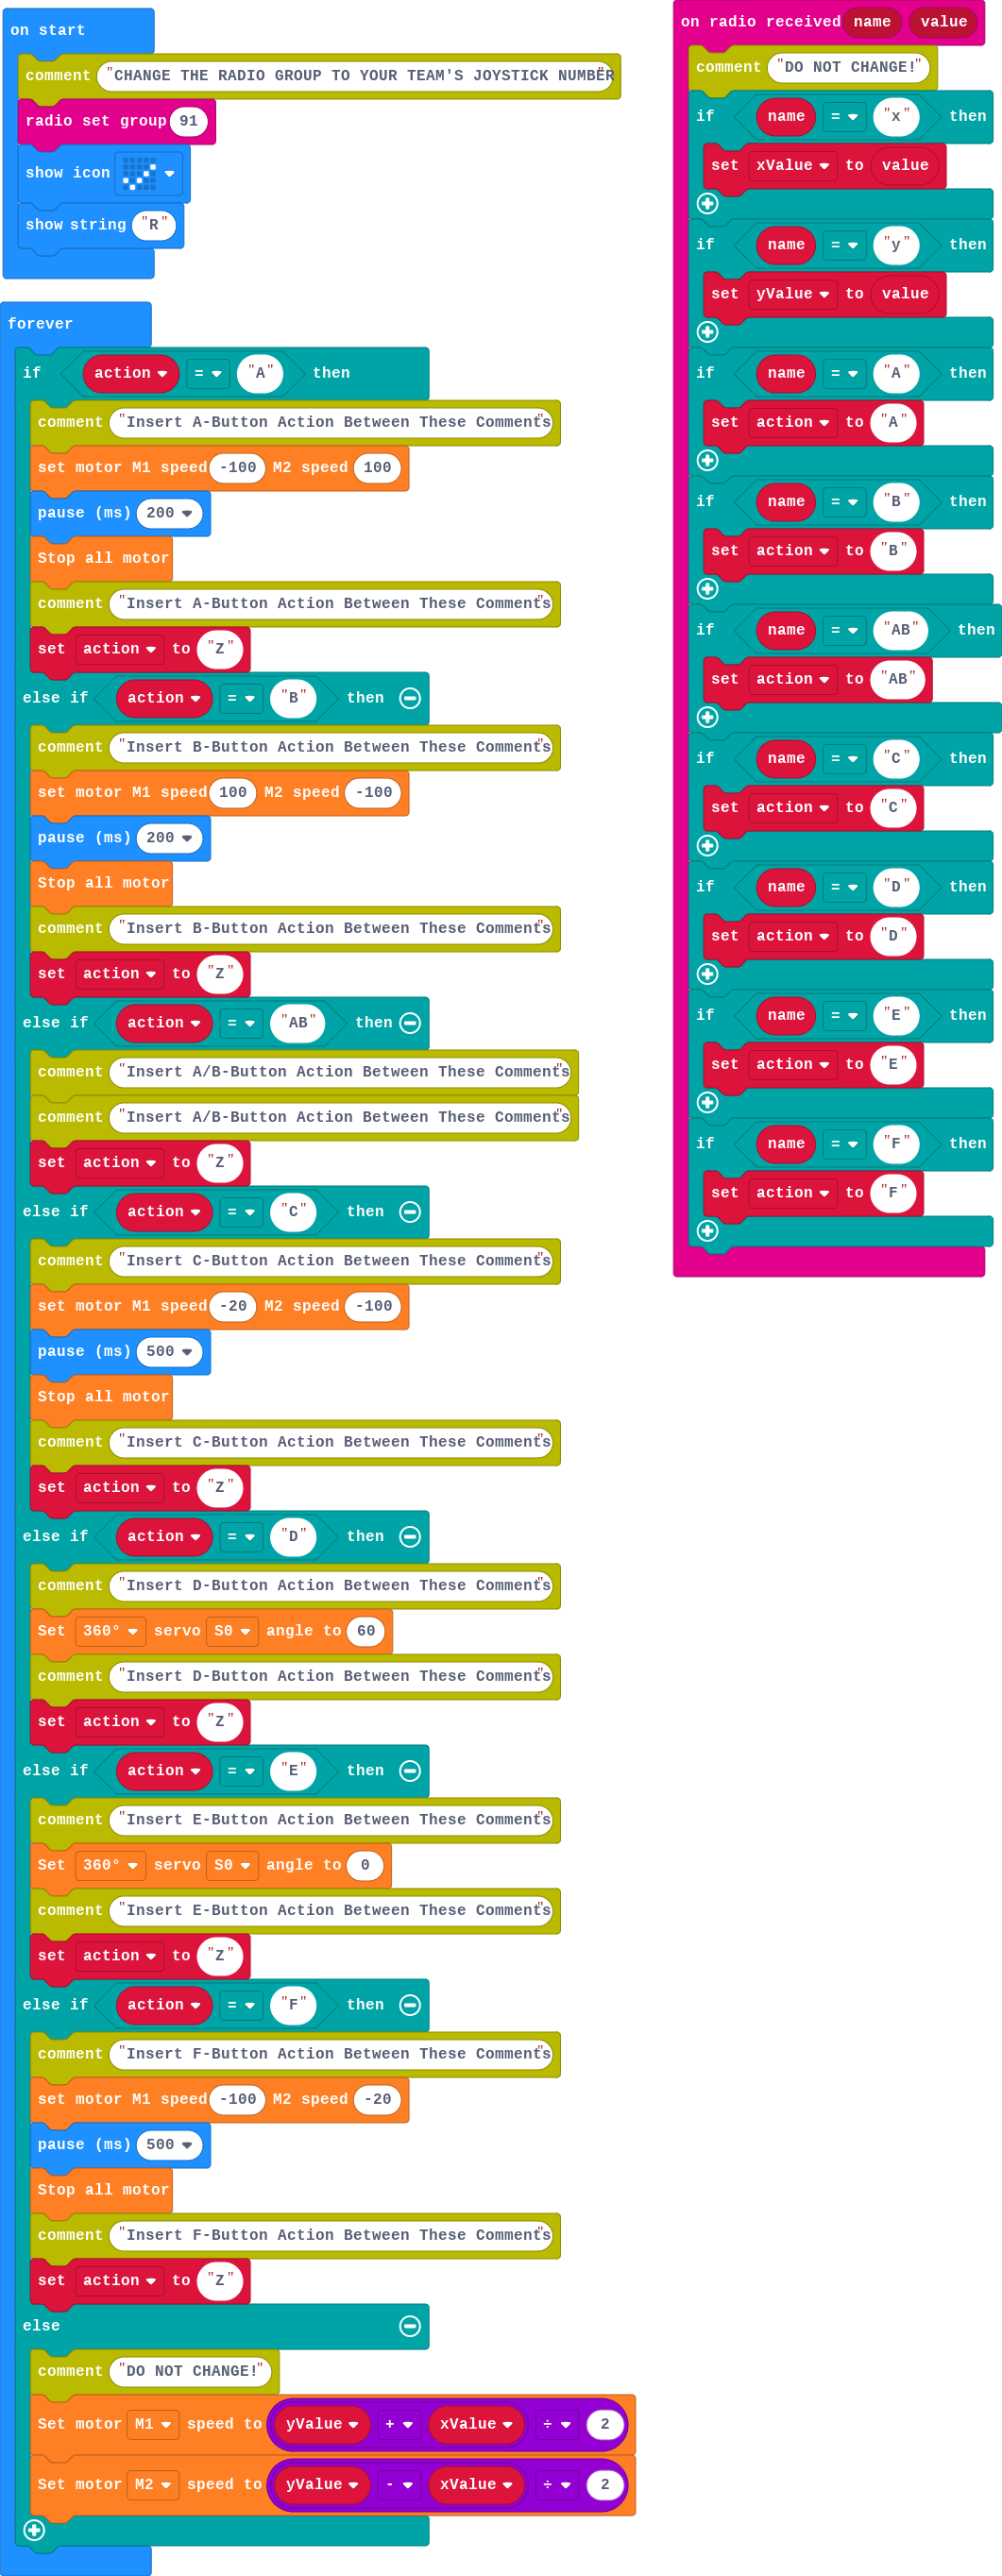 on start
comment "CHANGE THE RADIO GROUP TO YOUR TEAM'S JOYSTICK NUMBER"
radio set group 91
show icon
show string "R"
forever
if action = "A" then
comment "Insert A-Button Action Between These Comments"
set motor M1 speed -100 M2 speed 100
pause (ms) 200
Stop all motor
comment "Insert A-Button Action Between These Comments"
set action to "Z"
else if action = "B" then
comment "Insert B-Button Action Between These Comments"
set motor M1 speed 100 M2 speed -100
pause (ms) 200
Stop all motor
comment "Insert B-Button Action Between These Comments"
set action to "Z"
else if action = "AB" then
comment "Insert A/B-Button Action Between These Comments"
comment "Insert A/B-Button Action Between These Comments"
set action to "Z"
else if action = "C" then
comment "Insert C-Button Action Between These Comments"
set motor M1 speed -20 M2 speed -100
pause (ms) 500
Stop all motor
comment "Insert C-Button Action Between These Comments"
set action to "Z"
else if action = "D" then
comment "Insert D-Button Action Between These Comments"
Set 360° servo S0 angle to 60
comment "Insert D-Button Action Between These Comments"
set action to "Z"
else if action = "E" then
comment "Insert E-Button Action Between These Comments"
Set 360° servo S0 angle to 0
comment "Insert E-Button Action Between These Comments"
set action to "Z"
else if action = "F" then
comment "Insert F-Button Action Between These Comments"
set motor M1 speed -100 M2 speed -20
pause (ms) 500
Stop all motor
comment "Insert F-Button Action Between These Comments"
set action to "Z"
else
comment "DO NOT CHANGE!"
Set motor M1 speed to yValue + xValue ÷ 2
Set motor M2 speed to yValue - xValue ÷ 2
on radio received name value
comment "DO NOT CHANGE!"
if name = "x" then
set xValue to value
if name = "y" then
set yValue to value
if name = "A" then
set action to "A"
if name = "B" then
set action to "B"
if name = "AB" then
set action to "AB"
if name = "C" then
set action to "C"
if name = "D" then
set action to "D"
if name = "E" then
set action to "E"
if name = "F" then
set action to "F"